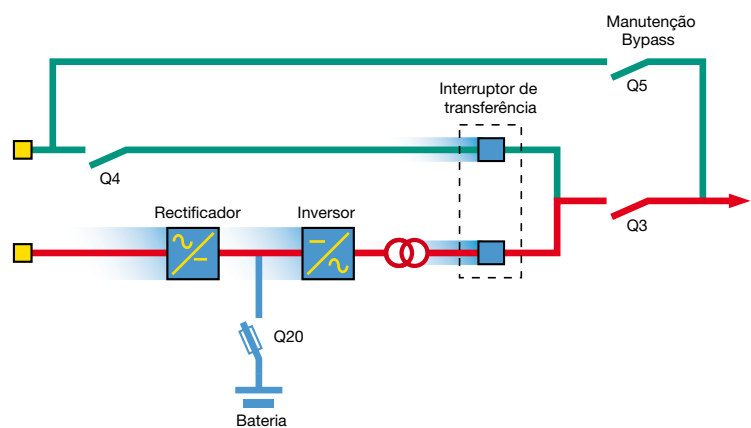 Manutenção
Bypass
Q5
Interruptor de
transferência
Q4
Rectificador
Inversor
Q3
Q20
Bateria